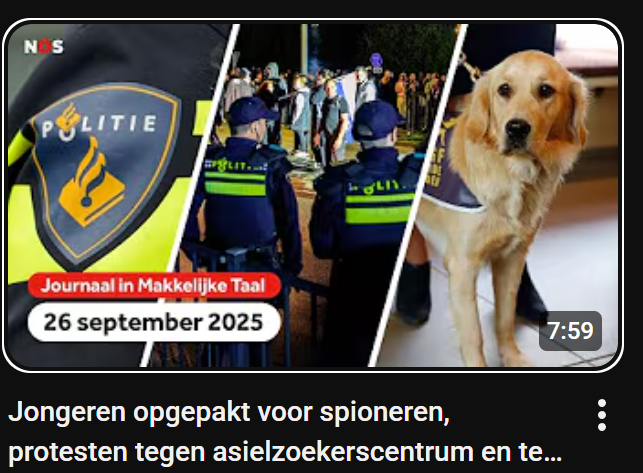 NOS
POLITIE
POLITIE
POLITIE
Journaal in Makkelijke Taal
26 september 2025
7:59
Jongeren opgepakt voor spioneren,
protesten tegen asielzoekerscentrum en te...